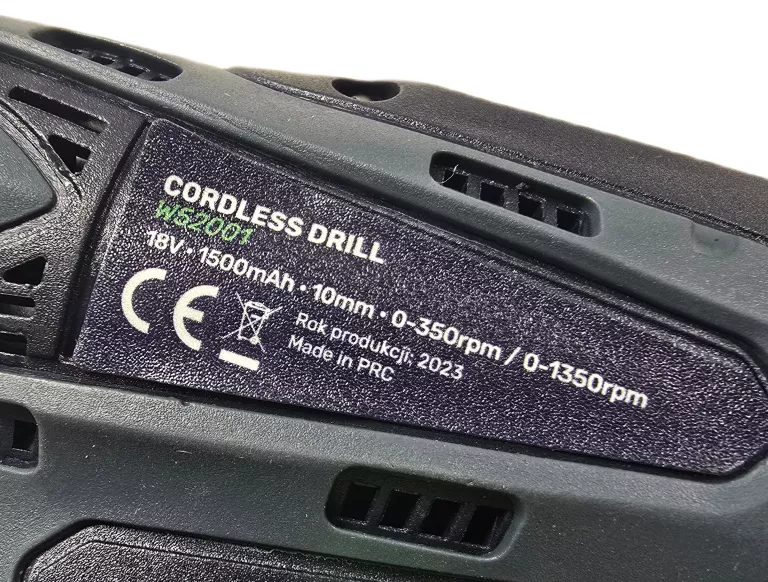 CORDLESS DRILL
WS2001
18V • 1500mAh • 10mm • 0-350rpm / 0-1350rpm
CE
Rok produkcji: 2023
Made in PRC